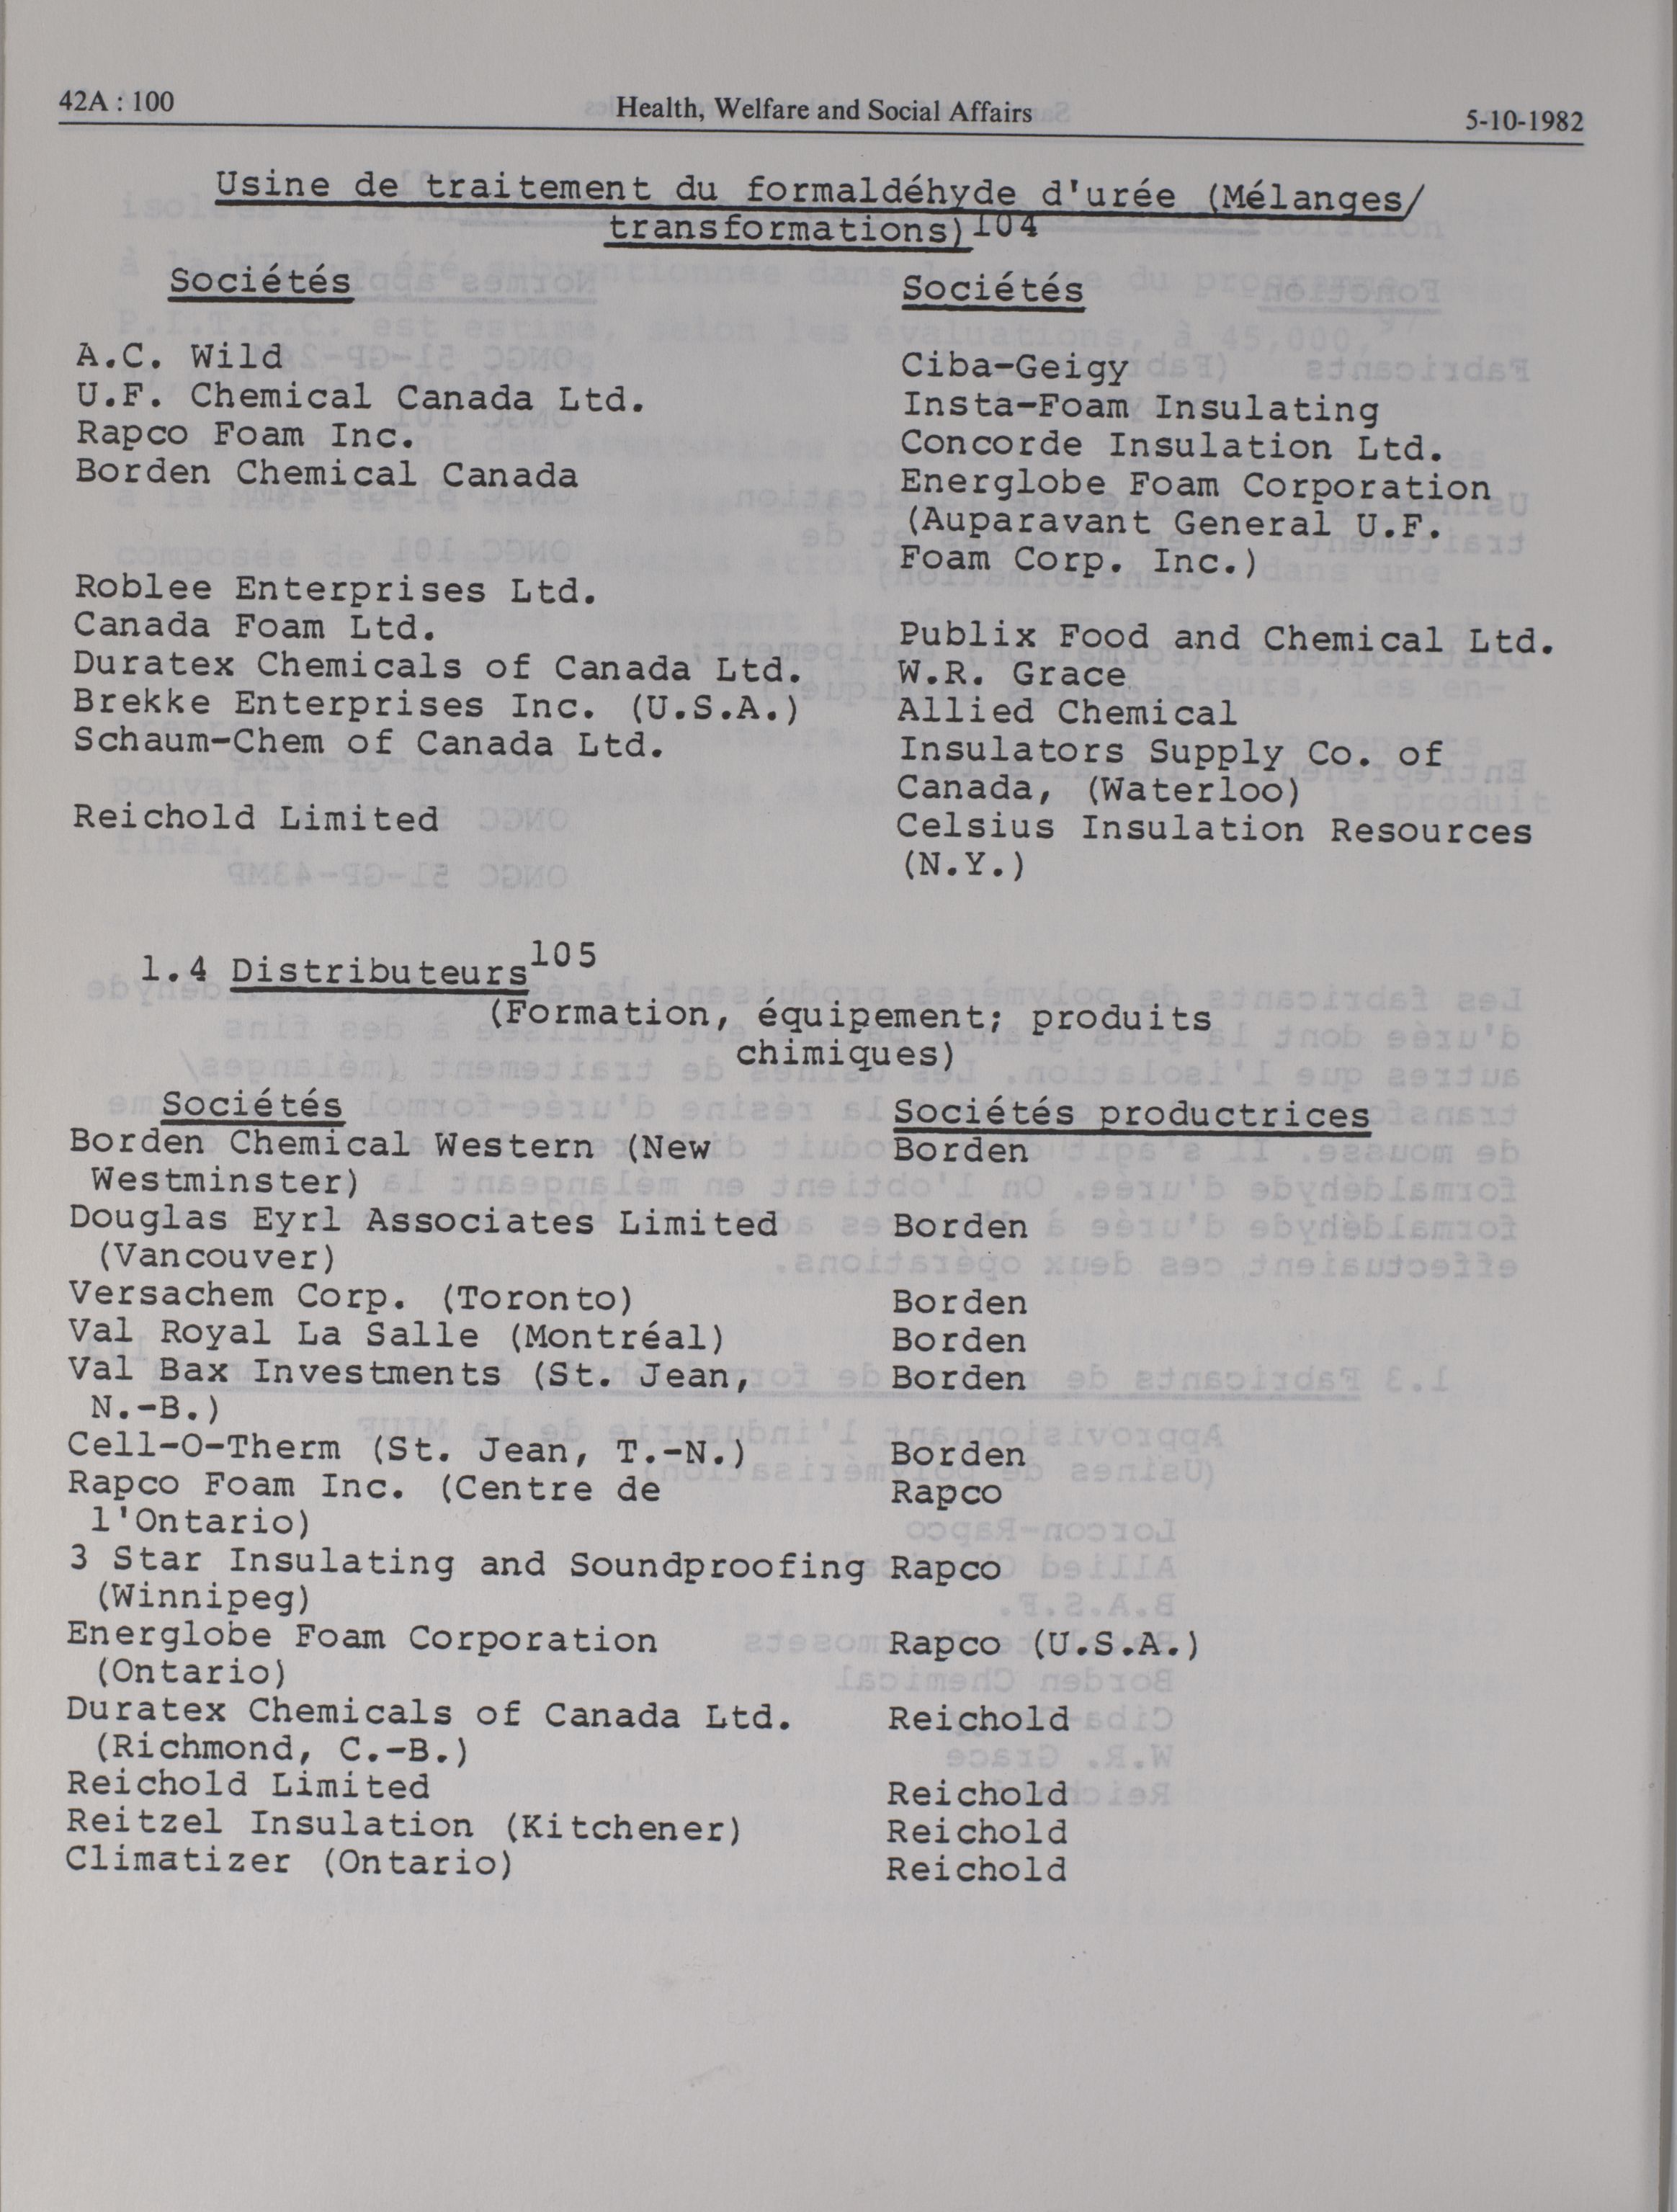 42A : 100 Health, Welfare and Social Affairs 5-10-1982
Usine de traitement du formaldéhyde d'urée (Mélanges/
transformations)104
Sociétés Sociétés
A.C. Wild Ciba-Geigy
U.F. Chemical Canada Ltd. Insta-Foam Insulating
Rapco Foam Inc. Concorde Insulation Ltd.
Borden Chemical Canada Energlobe Foam Corporation
(Auparavant General U.F.
Foam Corp. Inc.)
Roblee Enterprises Ltd.
Canada Foam Ltd. Publix Food and Chemical Ltd.
Duratex Chemicals of Canada Ltd. W.R. Grace
Brekke Enterprises Inc. (U.S.A.) Allied Chemical
Schaum-Chem of Canada Ltd. Insulators Supply Co. of
Canada, (Waterloo)
Reichold Limited Celsius Insulation Resources
(N.Y.)
1.4 Distributeurs105
(Formation, équipement; produits
chimiques)
Sociétés Sociétés productrices
Borden Chemical Western (New Borden
Westminster)
Douglas Eyrl Associates Limited Borden
(Vancouver)
Versachem Corp. (Toronto) Borden
Val Royal La Salle (Montréal) Borden
Val Bax Investments (St. Jean, Borden
N.-B.)
Cell-O-Therm (St. Jean, T.-N.) Borden
Rapco Foam Inc. (Centre de Rapco
l'Ontario)
3 Star Insulating and Soundproofing Rapco
(Winnipeg)
Energlobe Foam Corporation Rapco (U.S.A.)
(Ontario)
Duratex Chemicals of Canada Ltd. Reichold
(Richmond, C.-B.)
Reichold Limited Reichold
Reitzel Insulation (Kitchener) Reichold
Climatizer (Ontario) Reichold